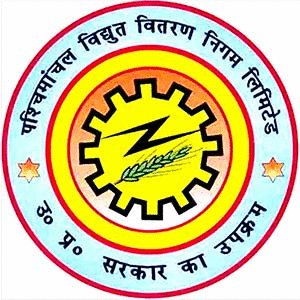 पश्चिमांचल विद्युत वितरण निगम लिमिटेड
उ० प्र० सरकार का उपक्रम